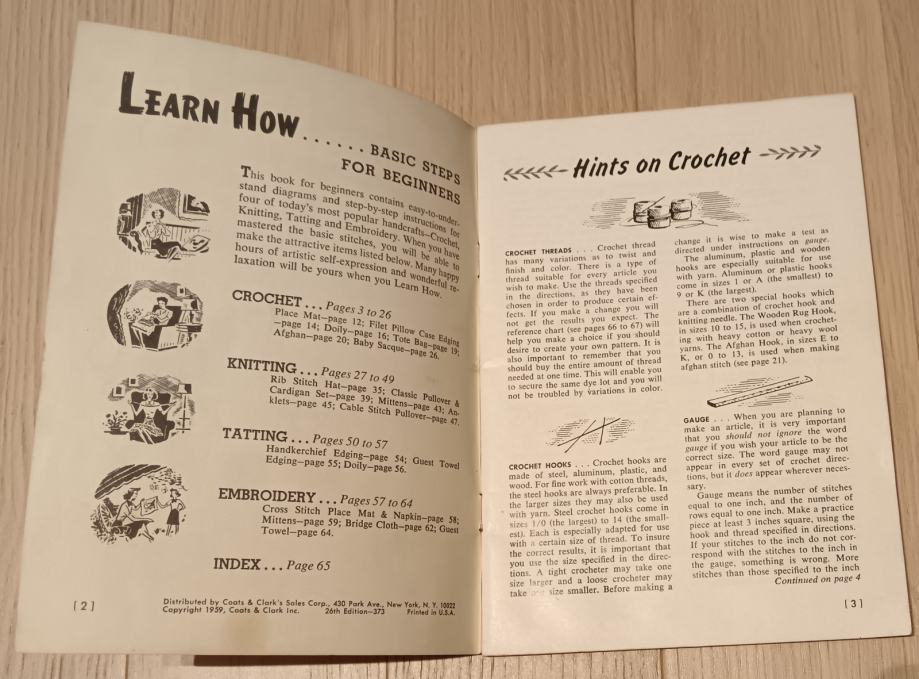 LEARN HOW......
BASIC STEPS
FOR BEGINNERS
This book for beginners contains easy-to-under-
stand diagrams and step-by-step instructions for
four of today's most popular handcrafts—Crochet,
Knitting, Tatting and Embroidery. When you have
mastered the basic stitches, you will be able to
make the attractive items listed below. Many happy
hours of artistic self-expression and wonderful re-
laxation will be yours when you Learn How.
CROCHET ... Pages 3 to 26
Place Mat—page 12; Filet Pillow Case Edging
—page 14; Doily—page 16; Tote Bag—page 19;
Afghan—page 20; Baby Sacque—page 26.
KNITTING ... Pages 27 to 49
Rib Stitch Hat—page 35; Classic Pullover &
Cardigan Set—page 39; Mittens—page 43; An-
klets—page 45; Cable Stitch Pullover—page 47.
TATTING ... Pages 50 to 57
Handkerchief Edging—page 54; Guest Towel
Edging—page 55; Doily—page 56.
EMBROIDERY ... Pages 57 to 64
Cross Stitch Place Mat & Napkin—page 58;
Mittens—page 59; Bridge Cloth—page 62; Guest
Towel—page 64.
INDEX ... Page 65
[ 2 ]
Distributed by Coats & Clark's Sales Corp., 430 Park Ave., New York, N. Y. 10022
Copyright 1959, Coats & Clark Inc. 26th Edition—373 Printed in U.S.A.
Hints on Crochet
CROCHET THREADS . . . Crochet thread
has many variations as to twist and
finish and color. There is a type of
thread suitable for every article you
wish to make. Use the threads specified
in the directions, as they have been
chosen in order to produce certain ef-
fects. If you make a change you will
not get the results you expect. The
reference chart (see pages 66 to 67) will
help you make a choice if you should
desire to create your own pattern. It is
also important to remember that you
should buy the entire amount of thread
needed at one time. This will enable you
to secure the same dye lot and you will
not be troubled by variations in color.
CROCHET HOOKS . . . Crochet hooks are
made of steel, aluminum, plastic, and
wood. For fine work with cotton threads,
the steel hooks are always preferable. In
the larger sizes they may also be used
with yarn. Steel crochet hooks come in
sizes 1/0 (the largest) to 14 (the small-
est). Each is especially adapted for use
with a certain size of thread. To insure
the correct results, it is important that
you use the size specified in the direc-
tions. A tight crocheter may take one
size larger and a loose crocheter may
take one size smaller. Before making a
change it is wise to make a test as
directed under instructions on gauge.
The aluminum, plastic and wooden
hooks are especially suitable for use
with yarn. Aluminum or plastic hooks
come in sizes 1 or A (the smallest) to
9 or K (the largest).
There are two special hooks which
are a combination of crochet hook and
knitting needle. The Wooden Rug Hook,
in sizes 10 to 15, is used when crochet-
ing with heavy cotton or heavy wool
yarns. The Afghan Hook, in sizes E to
K, or 0 to 13, is used when making
afghan stitch (see page 21).
GAUGE . . . When you are planning to
make an article, it is very important
that you should not ignore the word
gauge if you wish your article to be the
correct size. The word gauge may not
appear in every set of crochet direc-
tions, but it does appear wherever neces-
sary.
Gauge means the number of stitches
equal to one inch, and the number of
rows equal to one inch. Make a practice
piece at least 3 inches square, using the
hook and thread specified in directions.
If your stitches to the inch do not cor-
respond with the stitches to the inch in
the gauge, something is wrong. More
stitches than those specified to the inch
Continued on page 4
[ 3 ]